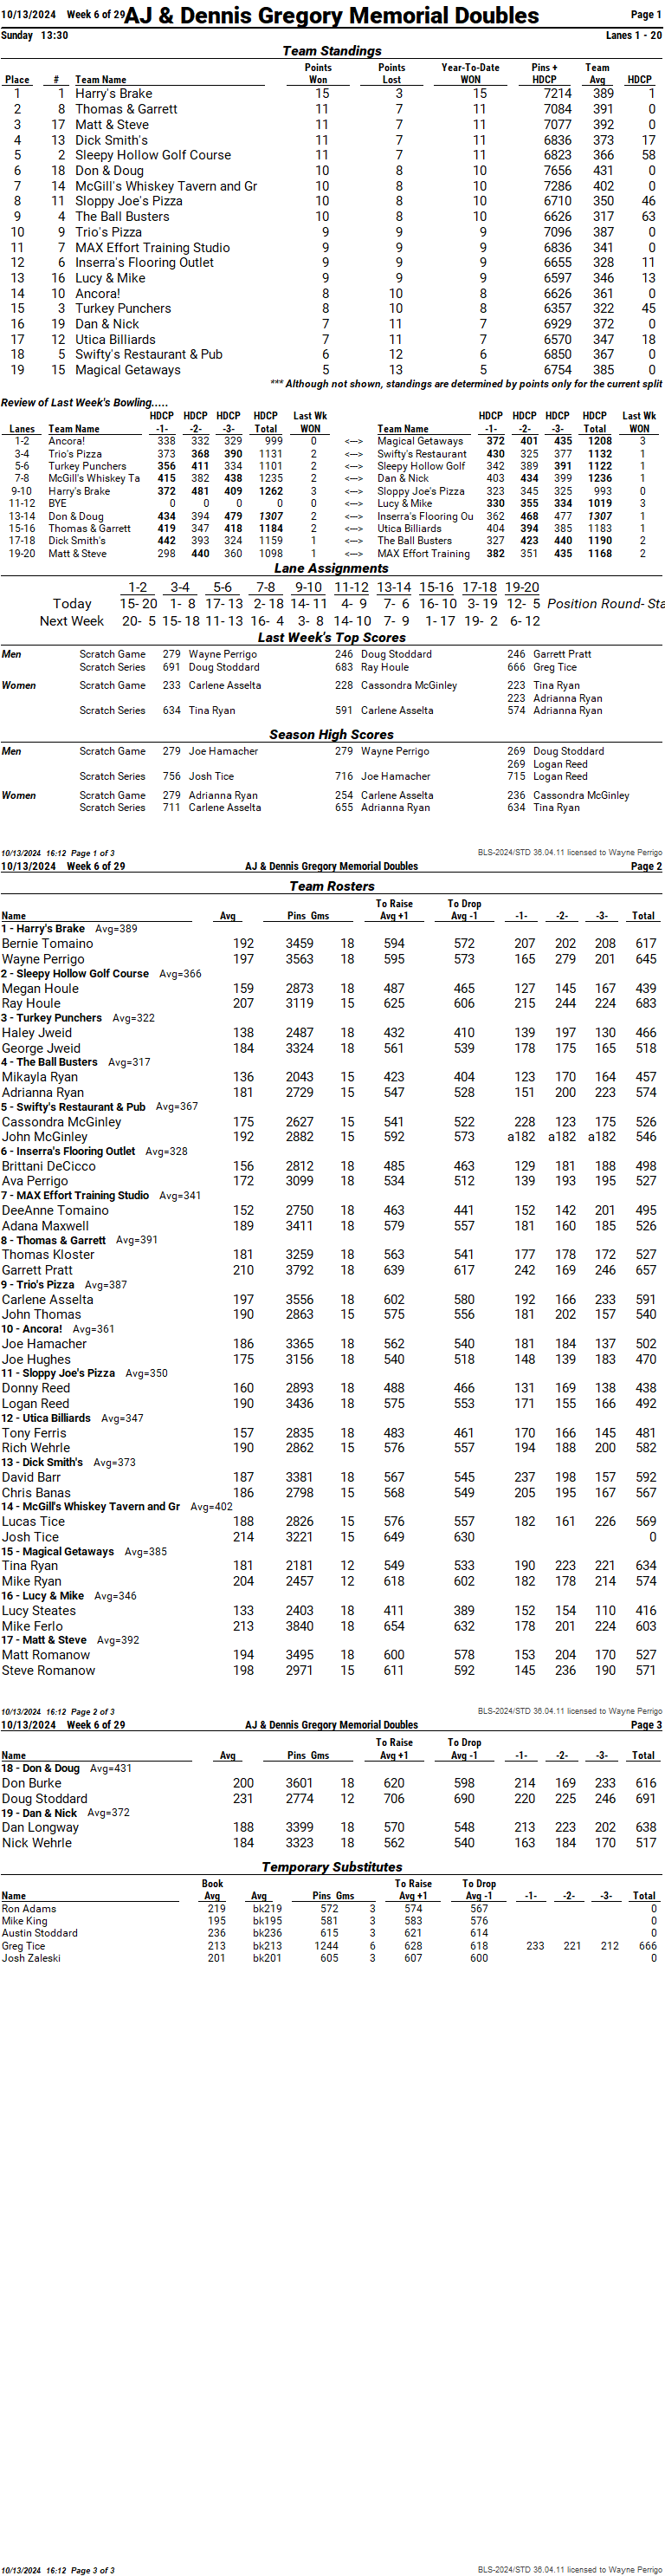 10/13/2024 Week 6 of 29 AJ & Dennis Gregory Memorial Doubles Page 1
Sunday 13:30 Lanes 1 - 20
Team Standings
Points Points Year-To-Date Pins + Team
Place # Team Name Won Lost WON HDCP Avg HDCP
1 1 Harry's Brake 15 3 15 7214 389 1
2 8 Thomas & Garrett 11 7 11 7084 391 0
3 17 Matt & Steve 11 7 11 7077 392 0
4 13 Dick Smith's 11 7 11 6836 373 17
5 2 Sleepy Hollow Golf Course 11 7 11 6823 366 58
6 18 Don & Doug 10 8 10 7656 431 0
7 14 McGill's Whiskey Tavern and Gr 10 8 10 7286 402 0
8 11 Sloppy Joe's Pizza 10 8 10 6710 350 46
9 4 The Ball Busters 10 8 10 6626 317 63
10 9 Trio's Pizza 9 9 9 7096 387 0
11 7 MAX Effort Training Studio 9 9 9 6836 341 0
12 6 Inserra's Flooring Outlet 9 9 9 6655 328 11
13 16 Lucy & Mike 9 9 9 6597 346 13
14 10 Ancora! 8 10 8 6626 361 0
15 3 Turkey Punchers 8 10 8 6357 322 45
16 19 Dan & Nick 7 11 7 6929 372 0
17 12 Utica Billiards 7 11 7 6570 347 18
18 5 Swifty's Restaurant & Pub 6 12 6 6850 367 0
19 15 Magical Getaways 5 13 5 6754 385 0
*** Although not shown, standings are determined by points only for the current split
Review of Last Week's Bowling.....
HDCP HDCP HDCP HDCP Last Wk HDCP HDCP HDCP HDCP Last Wk
Lanes Team Name -1- -2- -3- Total WON Team Name -1- -2- -3- Total WON
1-2 Ancora! 338 332 329 999 0 <---> Magical Getaways 372 401 435 1208 3
3-4 Trio's Pizza 373 368 390 1131 2 <---> Swifty's Restaurant 430 325 377 1132 1
5-6 Turkey Punchers 356 411 334 1101 2 <---> Sleepy Hollow Golf 342 389 391 1122 1
7-8 McGill's Whiskey Ta 415 382 438 1235 2 <---> Dan & Nick 403 434 399 1236 1
9-10 Harry's Brake 372 481 409 1262 3 <---> Sloppy Joe's Pizza 323 345 325 993 0
11-12 BYE 0 0 0 0 0 <---> Lucy & Mike 330 355 334 1019 3
13-14 Don & Doug 434 394 479 1307 2 <---> Inserra's Flooring Ou 362 468 477 1307 1
15-16 Thomas & Garrett 419 347 418 1184 2 <---> Utica Billiards 404 394 385 1183 1
17-18 Dick Smith's 442 393 324 1159 1 <---> The Ball Busters 327 423 440 1190 2
19-20 Matt & Steve 298 440 360 1098 1 <---> MAX Effort Training 382 351 435 1168 2
Lane Assignments
1-2 3-4 5-6 7-8 9-10 11-12 13-14 15-16 17-18 19-20
Today 15- 20 1- 8 17- 13 2- 18 14- 11 4- 9 7- 6 16- 10 3- 19 12- 5 Position Round- Sta
Next Week 20- 5 15- 18 11- 13 16- 4 3- 8 14- 10 7- 9 1- 17 19- 2 6- 12
Last Week's Top Scores
Men Scratch Game 279 Wayne Perrigo 246 Doug Stoddard 246 Garrett Pratt
Scratch Series 691 Doug Stoddard 683 Ray Houle 666 Greg Tice
Women Scratch Game 233 Carlene Asselta 228 Cassondra McGinley 223 Tina Ryan
223 Adrianna Ryan
Scratch Series 634 Tina Ryan 591 Carlene Asselta 574 Adrianna Ryan
Season High Scores
Men Scratch Game 279 Joe Hamacher 279 Wayne Perrigo 269 Doug Stoddard
269 Logan Reed
Scratch Series 756 Josh Tice 716 Joe Hamacher 715 Logan Reed
Women Scratch Game 279 Adrianna Ryan 254 Carlene Asselta 236 Cassondra McGinley
Scratch Series 711 Carlene Asselta 655 Adrianna Ryan 634 Tina Ryan
10/13/2024 16:12 Page 1 of 3 BLS-2024/STD 36.04.11 licensed to Wayne Perrigo
10/13/2024 Week 6 of 29 AJ & Dennis Gregory Memorial Doubles Page 2
Team Rosters
To Raise To Drop
Name Avg Pins Gms Avg +1 Avg -1 -1- -2- -3- Total
1 - Harry's Brake Avg=389
Bernie Tomaino 192 3459 18 594 572 207 202 208 617
Wayne Perrigo 197 3563 18 595 573 165 279 201 645
2 - Sleepy Hollow Golf Course Avg=366
Megan Houle 159 2873 18 487 465 127 145 167 439
Ray Houle 207 3119 15 625 606 215 244 224 683
3 - Turkey Punchers Avg=322
Haley Jweid 138 2487 18 432 410 139 197 130 466
George Jweid 184 3324 18 561 539 178 175 165 518
4 - The Ball Busters Avg=317
Mikayla Ryan 136 2043 15 423 404 123 170 164 457
Adrianna Ryan 181 2729 15 547 528 151 200 223 574
5 - Swifty's Restaurant & Pub Avg=367
Cassondra McGinley 175 2627 15 541 522 228 123 175 526
John McGinley 192 2882 15 592 573 a182 a182 a182 546
6 - Inserra's Flooring Outlet Avg=328
Brittani DeCicco 156 2812 18 485 463 129 181 188 498
Ava Perrigo 172 3099 18 534 512 139 193 195 527
7 - MAX Effort Training Studio Avg=341
DeeAnne Tomaino 152 2750 18 463 441 152 142 201 495
Adana Maxwell 189 3411 18 579 557 181 160 185 526
8 - Thomas & Garrett Avg=391
Thomas Kloster 181 3259 18 563 541 177 178 172 527
Garrett Pratt 210 3792 18 639 617 242 169 246 657
9 - Trio's Pizza Avg=387
Carlene Asselta 197 3556 18 602 580 192 166 233 591
John Thomas 190 2863 15 575 556 181 202 157 540
10 - Ancora! Avg=361
Joe Hamacher 186 3365 18 562 540 181 184 137 502
Joe Hughes 175 3156 18 540 518 148 139 183 470
11 - Sloppy Joe's Pizza Avg=350
Donny Reed 160 2893 18 488 466 131 169 138 438
Logan Reed 190 3436 18 575 553 171 155 166 492
12 - Utica Billiards Avg=347
Tony Ferris 157 2835 18 483 461 170 166 145 481
Rich Wehrle 190 2862 15 576 557 194 188 200 582
13 - Dick Smith's Avg=373
David Barr 187 3381 18 567 545 237 198 157 592
Chris Banas 186 2798 15 568 549 205 195 167 567
14 - McGill's Whiskey Tavern and Gr Avg=402
Lucas Tice 188 2826 15 576 557 182 161 226 569
Josh Tice 214 3221 15 649 630 0
15 - Magical Getaways Avg=385
Tina Ryan 181 2181 12 549 533 190 223 221 634
Mike Ryan 204 2457 12 618 602 182 178 214 574
16 - Lucy & Mike Avg=346
Lucy Steates 133 2403 18 411 389 152 154 110 416
Mike Ferlo 213 3840 18 654 632 178 201 224 603
17 - Matt & Steve Avg=392
Matt Romanow 194 3495 18 600 578 153 204 170 527
Steve Romanow 198 2971 15 611 592 145 236 190 571
10/13/2024 16:12 Page 2 of 3 BLS-2024/STD 36.04.11 licensed to Wayne Perrigo
10/13/2024 Week 6 of 29 AJ & Dennis Gregory Memorial Doubles Page 3
To Raise To Drop
Name Avg Pins Gms Avg +1 Avg -1 -1- -2- -3- Total
18 - Don & Doug Avg=431
Don Burke 200 3601 18 620 598 214 169 233 616
Doug Stoddard 231 2774 12 706 690 220 225 246 691
19 - Dan & Nick Avg=372
Dan Longway 188 3399 18 570 548 213 223 202 638
Nick Wehrle 184 3323 18 562 540 163 184 170 517
Temporary Substitutes
Book To Raise To Drop
Name Avg Avg Pins Gms Avg +1 Avg -1 -1- -2- -3- Total
Ron Adams 219 bk219 572 3 574 567 0
Mike King 195 bk195 581 3 583 576 0
Austin Stoddard 236 bk236 615 3 621 614 0
Greg Tice 213 bk213 1244 6 628 618 233 221 212 666
Josh Zaleski 201 bk201 605 3 607 600 0
10/13/2024 16:12 Page 3 of 3 BLS-2024/STD 36.04.11 licensed to Wayne Perrigo